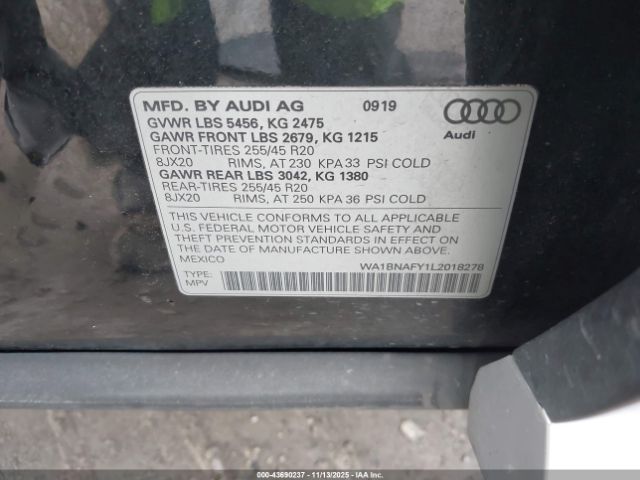 MFD. BY AUDI AG 0919
GVWR LBS 5456, KG 2475
GAWR FRONT LBS 2679, KG 1215
FRONT-TIRES 255/45 R20
8JX20 RIMS, AT 230 KPA 33 PSI COLD
GAWR REAR LBS 3042, KG 1380
REAR-TIRES 255/45 R20
8JX20 RIMS, AT 250 KPA 36 PSI COLD
Audi
THIS VEHICLE CONFORMS TO ALL APPLICABLE
U.S. FEDERAL MOTOR VEHICLE SAFETY AND
THEFT PREVENTION STANDARDS IN EFFECT ON
THE DATE OF MANUFACTURE SHOWN ABOVE.
MEXICO
WA1BNAFY1L2018278
TYPE:
MPV
000-43690237 - 11/13/2025 - IAAI.COM